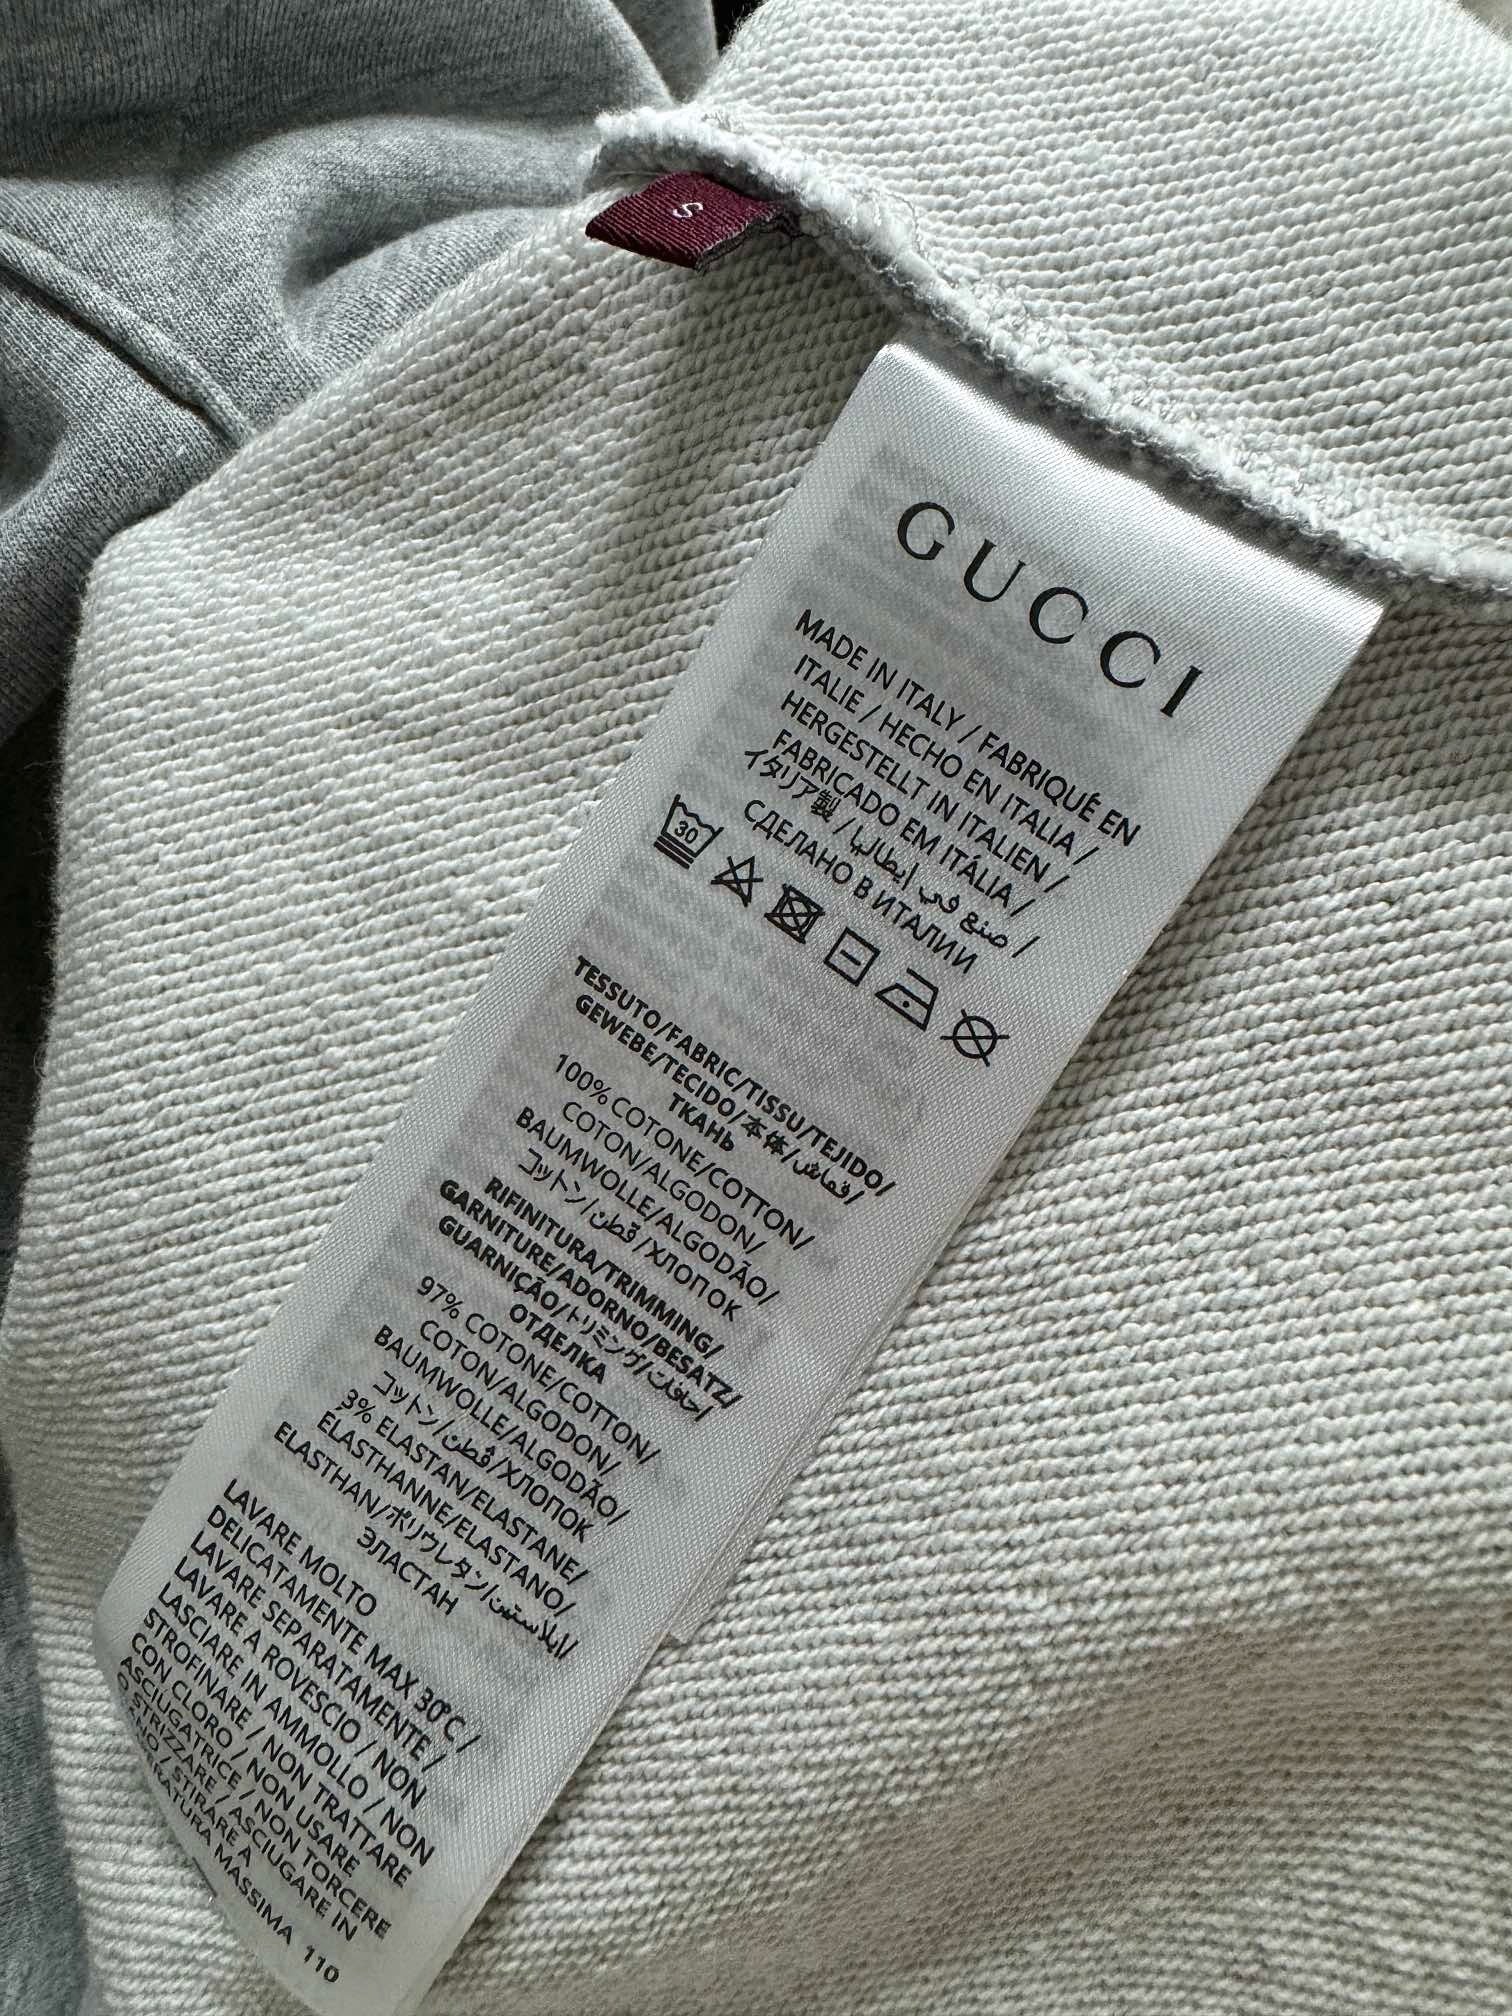 S
GUCCI
MADE IN ITALY / FABRIQUÉ EN
ITALIE / HECHO EN ITALIA /
HERGESTELLT IN ITALIEN /
FABRICADO EM ITÁLIA /
イタリア製 / صنع في إيطاليا /
СДЕЛАНО В ИТАЛИИ
30
TESSUTO/FABRIC/TISSU/TEJIDO/
GEWEBE/TECIDO/本体/قماش/
ТКАНЬ
100% COTONE/COTTON/
COTON/ALGODON/
BAUMWOLLE/ALGODÃO/
コットン/قطن/ХЛОПОК
RIFINITURA/TRIMMING/
GARNITURE/ADORNO/BESATZ/
GUARNIÇÃO/トリミング/حافات/
ОТДЕЛКА
97% COTONE/COTTON/
COTON/ALGODON/
BAUMWOLLE/ALGODÃO/
コットン/قطن/ХЛОПОК
3% ELASTAN/ELASTANE/
ÉLASTHANNE/ELASTANO/
ELASTHAN/ポリウレタン/ايلاستين/
ЭЛАСТАН
LAVARE MOLTO
DELICATAMENTE MAX 30°C /
LAVARE SEPARATAMENTE /
LAVARE A ROVESCIO / NON
LASCIARE IN AMMOLLO / NON
STROFINARE / NON TRATTARE
CON CLORO / NON USARE
ASCIUGATRICE / NON TORCERE
O STRIZZARE / ASCIUGARE IN
/ STIRARE A
MASSIMA 110